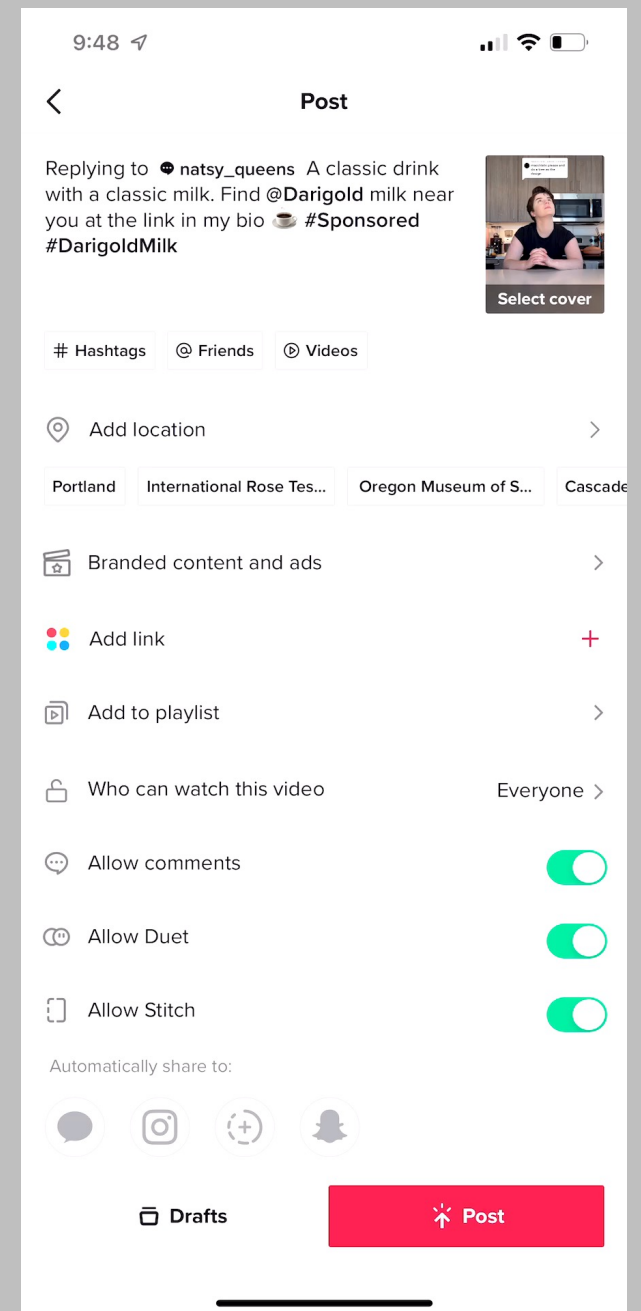 9:48
Post
Replying to natsy_queens A classic drink
with a classic milk. Find @Darigold milk near
you at the link in my bio ☕ #Sponsored
#DarigoldMilk
Select cover
# Hashtags
@ Friends
Videos
Add location
Portland
International Rose Tes...
Oregon Museum of S...
Cascade
Branded content and ads
Add link
Add to playlist
Who can watch this video
Everyone
Allow comments
Allow Duet
Allow Stitch
Automatically share to:
Drafts
Post